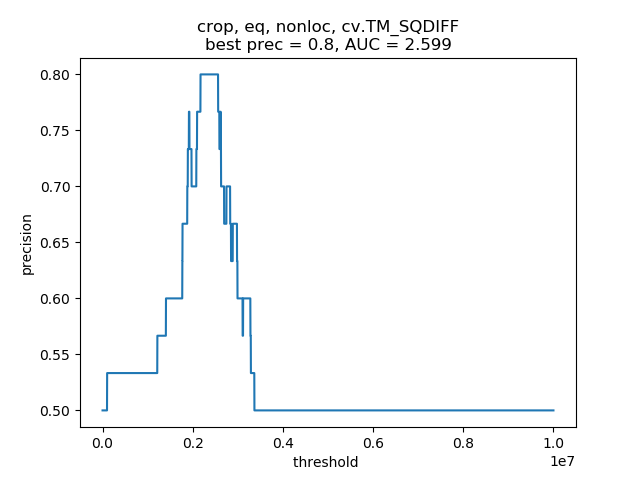 crop, eq, nonloc, cv.TM_SQDIFF
best prec = 0.8, AUC = 2.599
precision
0.80
0.75
0.70
0.65
0.60
0.55
0.50
0.0 0.2 0.4 0.6 0.8 1.0
1e7
threshold